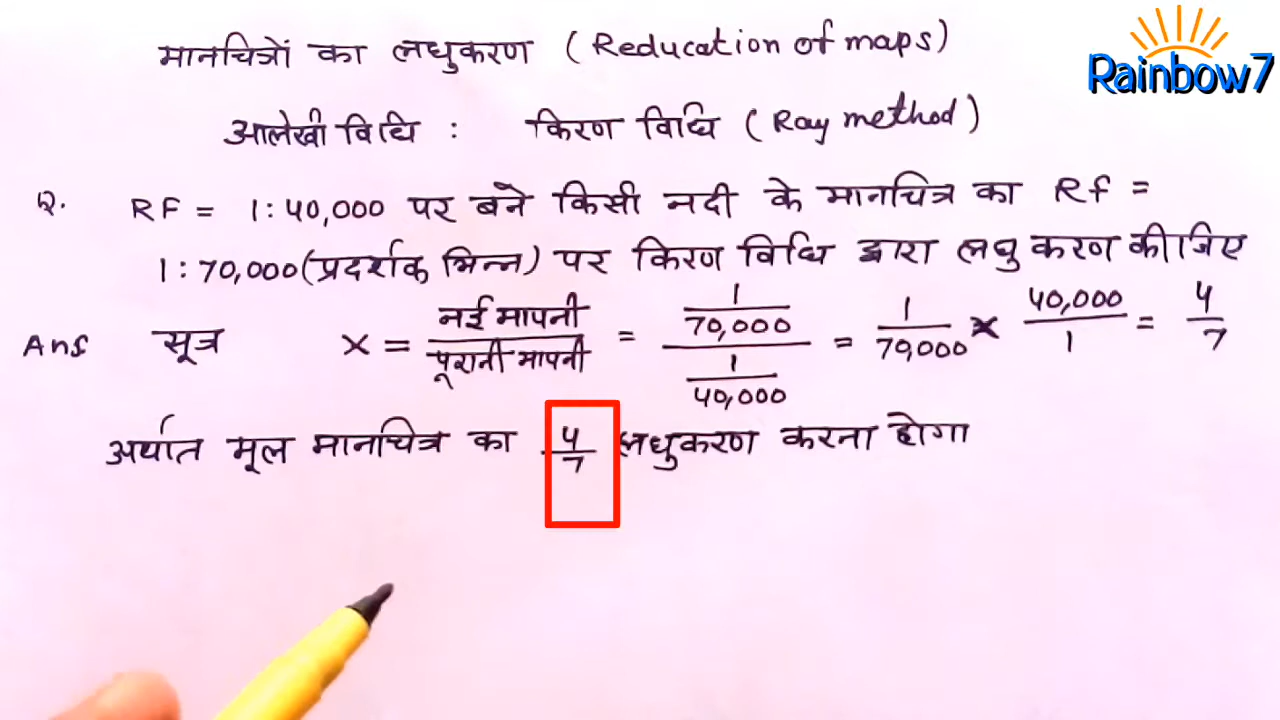 मानचित्रों का लधुकरण (Reducation of maps)
Rainbow7
आलेखी विधि : किरण विधि (Ray method)
Q. RF = 1:40,000 पर बने किसी नदी के मानचित्र का Rf =
1:70,000 (प्रदर्शक भिन्न) पर किरण विधि द्वारा लघुकरण कीजिए
Ans सूत्र x = नई मापनी / पूरानी मापनी = 1/70,000 / 1/40,000 = 1/70,000 × 40,000/1 = 4/7
अर्थात मूल मानचित्र का 4/7 लधुकरण करना होगा